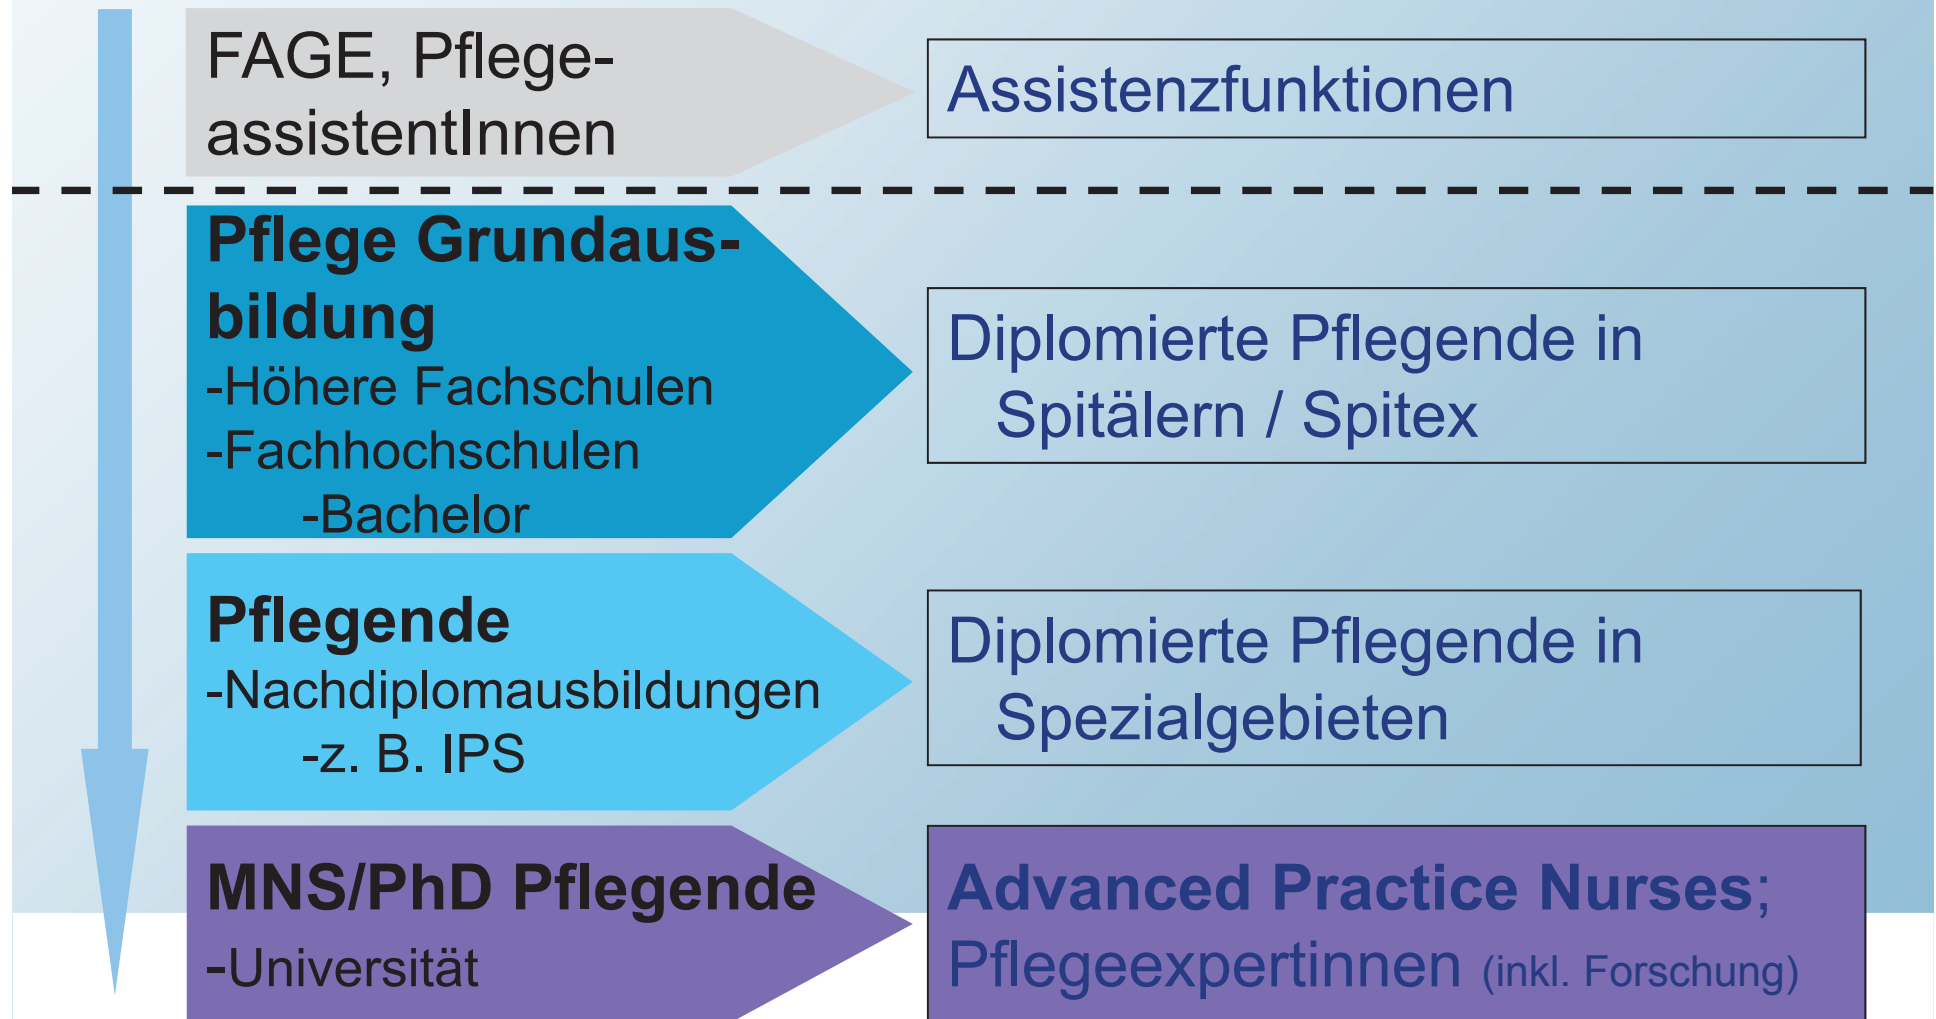 FAGE, Pflege-
assistentInnen
Assistenzfunktionen
Pflege Grundaus-
bildung
-Höhere Fachschulen
-Fachhochschulen
-Bachelor
Diplomierte Pflegende in
Spitälern / Spitex
Pflegende
-Nachdiplomausbildungen
-z. B. IPS
Diplomierte Pflegende in
Spezialgebieten
MNS/PhD Pflegende
-Universität
Advanced Practice Nurses;
Pflegeexpertinnen (inkl. Forschung)